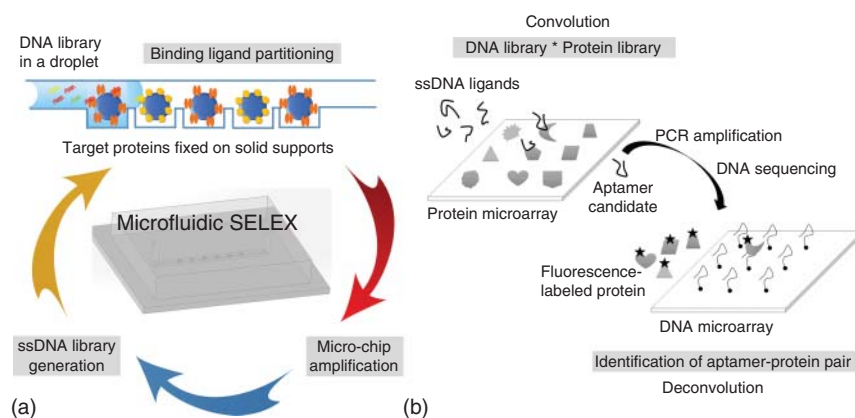 DNA library
in a droplet
Binding ligand partitioning
Target proteins fixed on solid supports
Microfluidic SELEX
ssDNA library
generation
Micro-chip
amplification
(a)
Convolution
DNA library * Protein library
ssDNA ligands
PCR amplification
DNA sequencing
Aptamer
candidate
Protein microarray
Fluorescence-
labeled protein
DNA microarray
Identification of aptamer-protein pair
Deconvolution
(b)